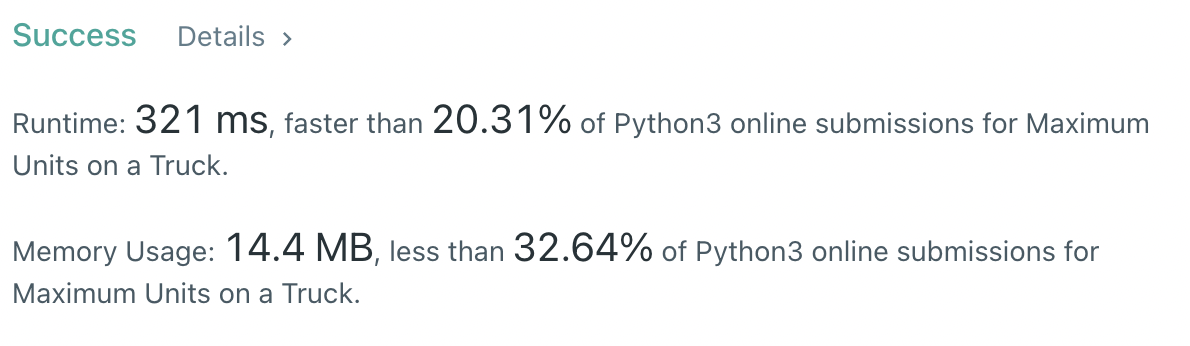 Success Details >
Runtime: 321 ms, faster than 20.31% of Python3 online submissions for Maximum
Units on a Truck.
Memory Usage: 14.4 MB, less than 32.64% of Python3 online submissions for
Maximum Units on a Truck.